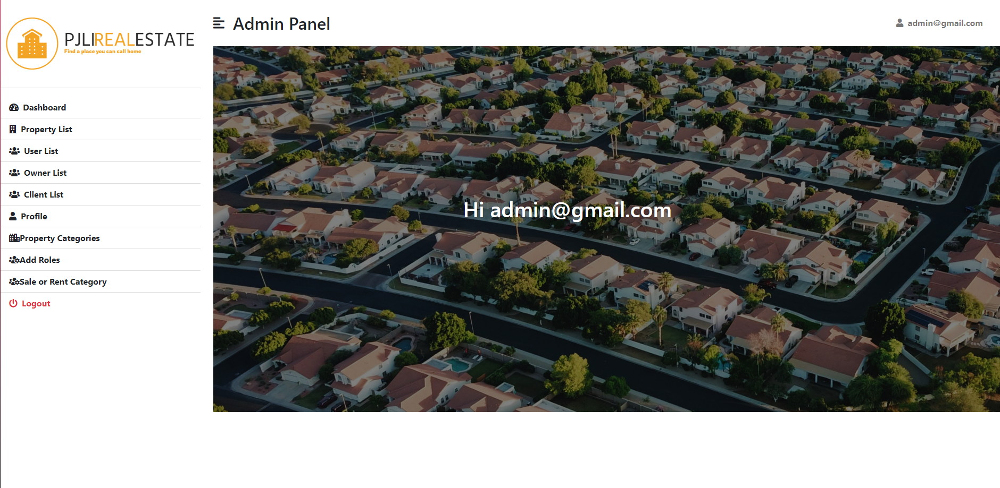 PJLIREALESTATE
Find a place you can call home
Dashboard
Property List
User List
Owner List
Client List
Profile
Property Categories
Add Roles
Sale or Rent Category
Logout
Admin Panel
admin@gmail.com
Hi admin@gmail.com